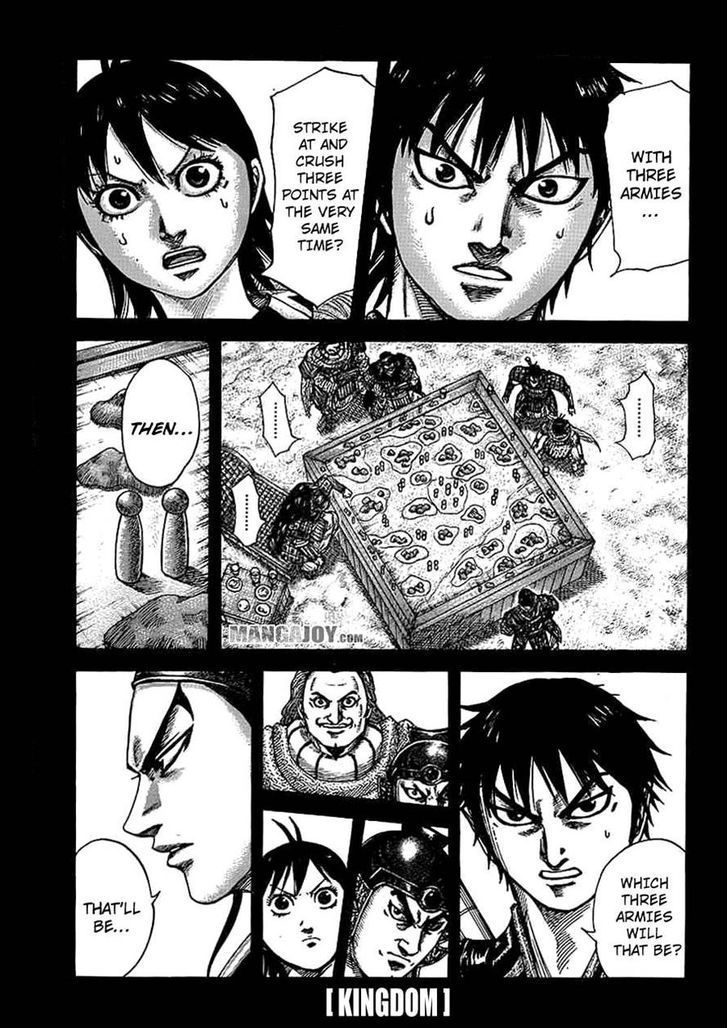 WITH
THREE
ARMIES
...
STRIKE
AT AND
CRUSH
THREE
POINTS AT
THE VERY
SAME
TIME?
........
........
........
THEN...
WHICH
THREE
ARMIES
WILL
THAT BE?
THAT'LL
BE...
MANGAJOY.COM
[ KINGDOM ]